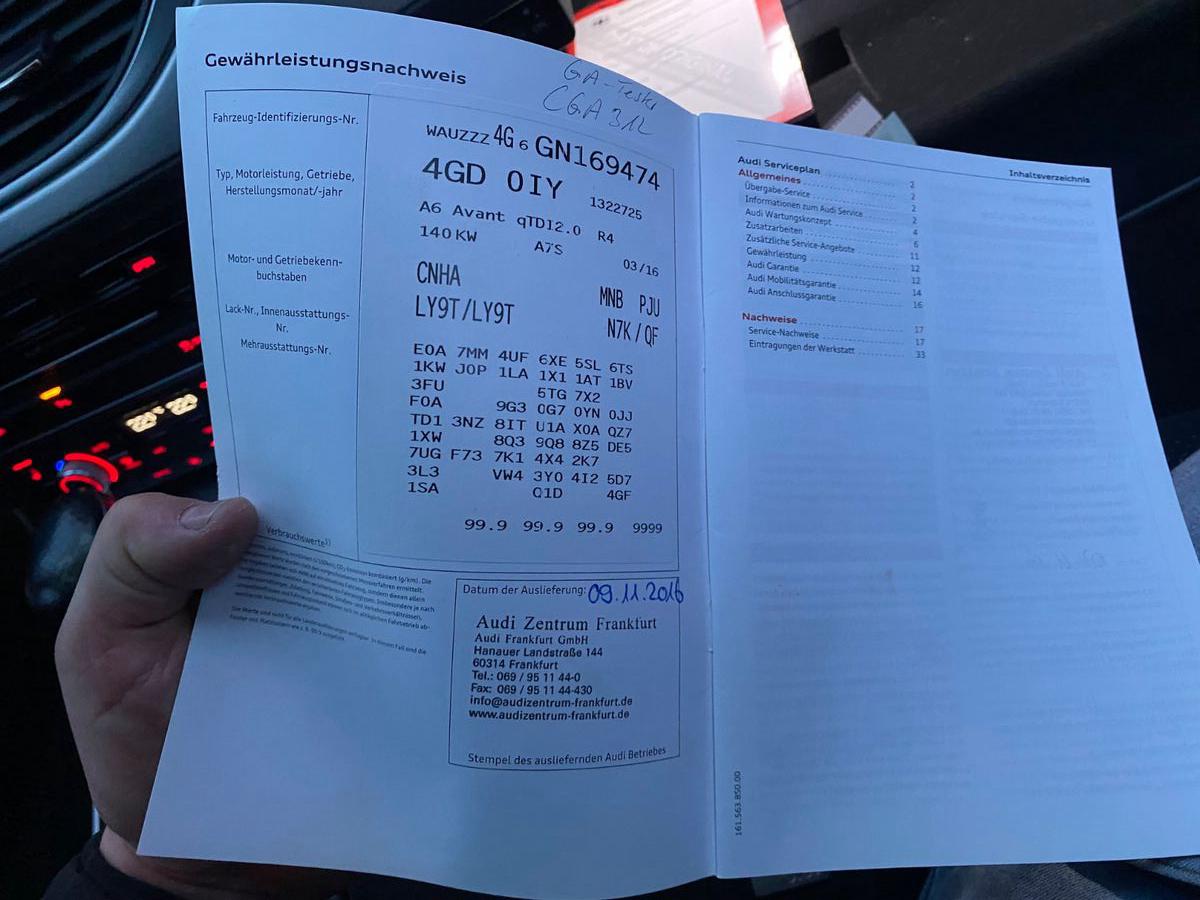 Gewährleistungsnachweis
GA-Teske
CGA 312
Fahrzeug-Identifizierungs-Nr.
WAUZZZ 4G 6 GN169474
Typ, Motorleistung, Getriebe,
Herstellungsmonat/-jahr
4GD 0IY 1322725
A6 Avant qTDI2.0 R4
140 KW A7S 03/16
Motor- und Getriebekenn-
buchstaben
CNHA MNB PJU
Lack-Nr., Innenausstattungs-
Nr.
LY9T/LY9T N7K / QF
Mehrausstattungs-Nr.
E0A 7MM 4UF 6XE 5SL 6TS
1KW J0P 1LA 1X1 1AT 1BV
3FU 5TG 7X2
F0A 9G3 0G7 0YN 0JJ
TD1 3NZ 8IT U1A X0A QZ7
1XW 8Q3 9Q8 8Z5 DE5
7UG F73 7K1 4X4 2K7
3L3 VW4 3Y0 4I2 5D7
1SA Q1D 4GF
Verbrauchswerte
99.9 99.9 99.9 9999
Datum der Auslieferung: 09.11.2016
Audi Zentrum Frankfurt
Audi Frankfurt GmbH
Hanauer Landstraße 144
60314 Frankfurt
Tel.: 069 / 95 11 44-0
Fax: 069 / 95 11 44-430
info@audizentrum-frankfurt.de
www.audizentrum-frankfurt.de
Stempel des ausliefernden Audi Betriebes
Inhaltsverzeichnis
Audi Serviceplan 2
Allgemeines 2
Übergabe-Service 2
Informationen zum Audi Service 2
Audi Wartungskonzept 4
Zusatzarbeiten 6
Zusätzliche Service-Angebote 11
Gewährleistung 12
Audi Garantie 12
Audi Mobilitätsgarantie 14
Audi Anschlussgarantie 16
Nachweise 17
Service-Nachweise 17
Eintragungen der Werkstatt 33
161.563.850.00